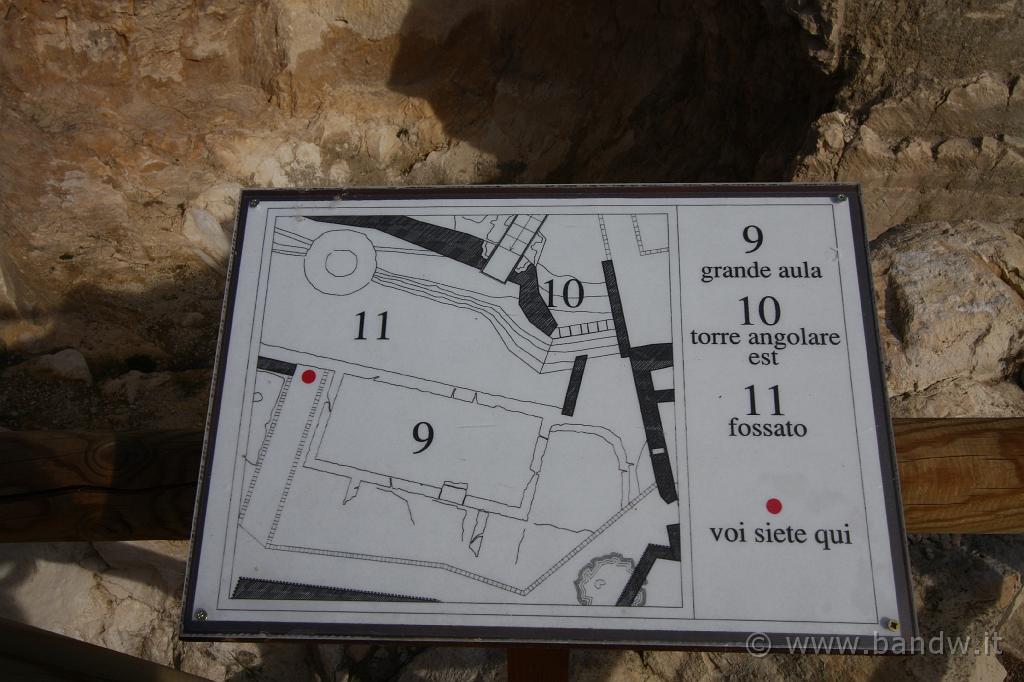 10
11
9
9
grande aula
10
torre angolare
est
11
fossato
voi siete qui
© www.bandw.it